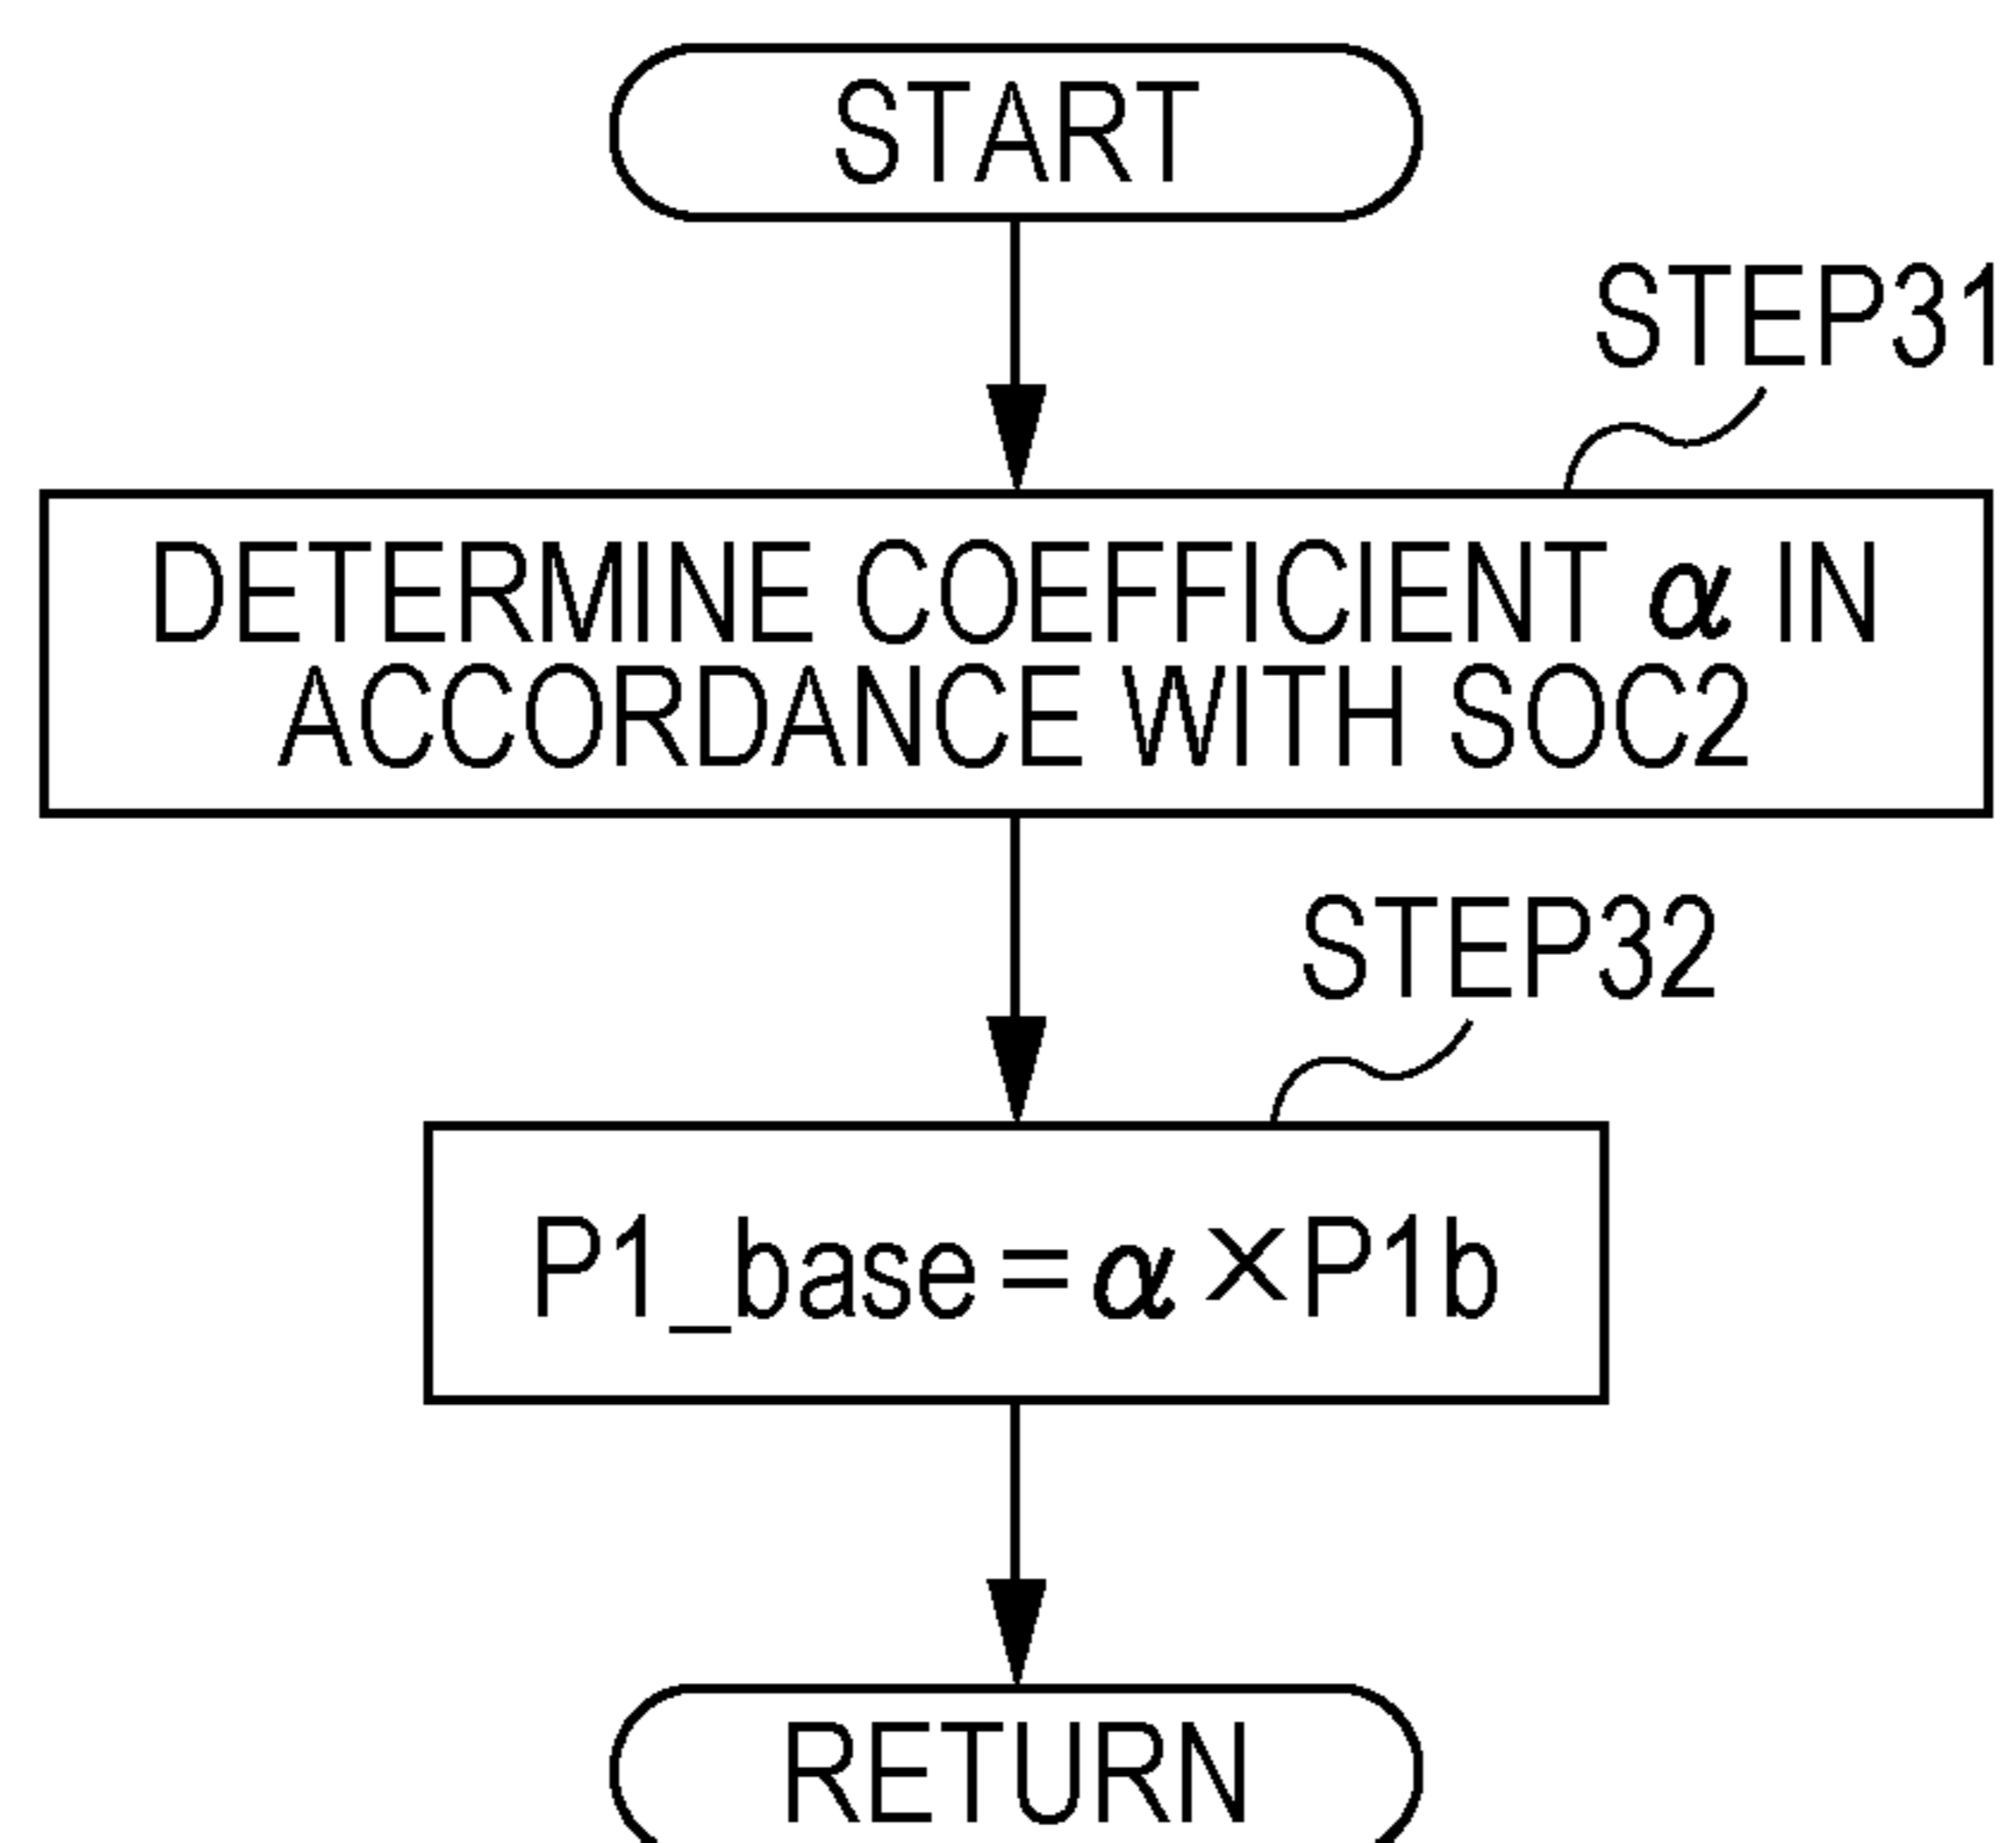 START
STEP31
DETERMINE COEFFICIENT α IN
ACCORDANCE WITH SOC2
STEP32
P1_base=α×P1b
RETURN